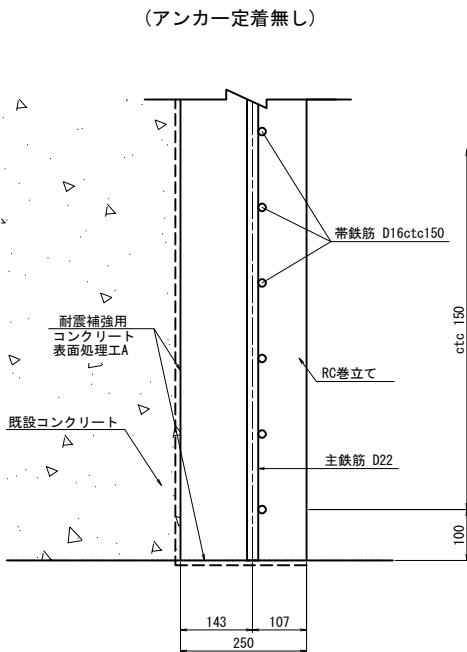 (アンカー定着無し)
帯鉄筋 D16ctc150
ctc 150
耐震補強用
コンクリート
表面処理工A
RC巻立て
既設コンクリート
主鉄筋 D22
100
143
107
250